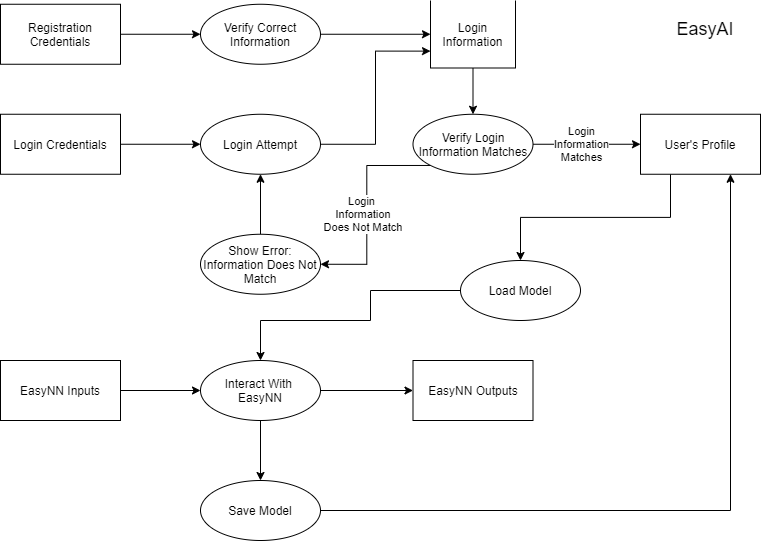 Registration
Credentials
Verify Correct
Information
Login
Information
EasyAI
Login Credentials
Login Attempt
Verify Login
Information Matches
Login
Information
Matches
User's Profile
Login
Information
Does Not Match
Show Error:
Information Does Not
Match
Load Model
EasyNN Inputs
Interact With
EasyNN
EasyNN Outputs
Save Model